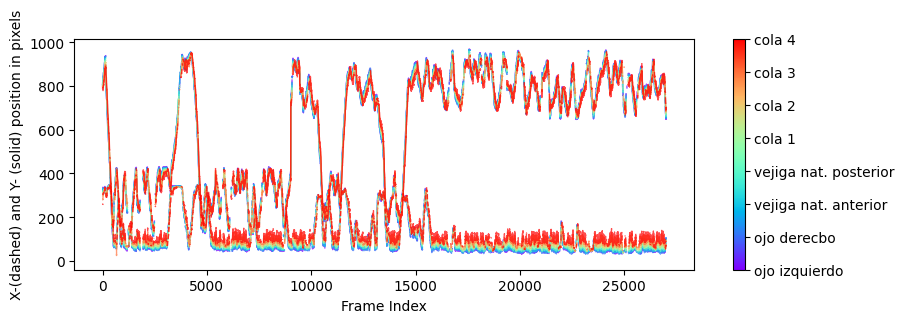 X-(dashed) and Y- (solid) position in pixels
1000
800
600
400
200
0
0 5000 10000 15000 20000 25000
Frame Index
cola 4
cola 3
cola 2
cola 1
vejiga nat. posterior
vejiga nat. anterior
ojo derecbo
ojo izquierdo